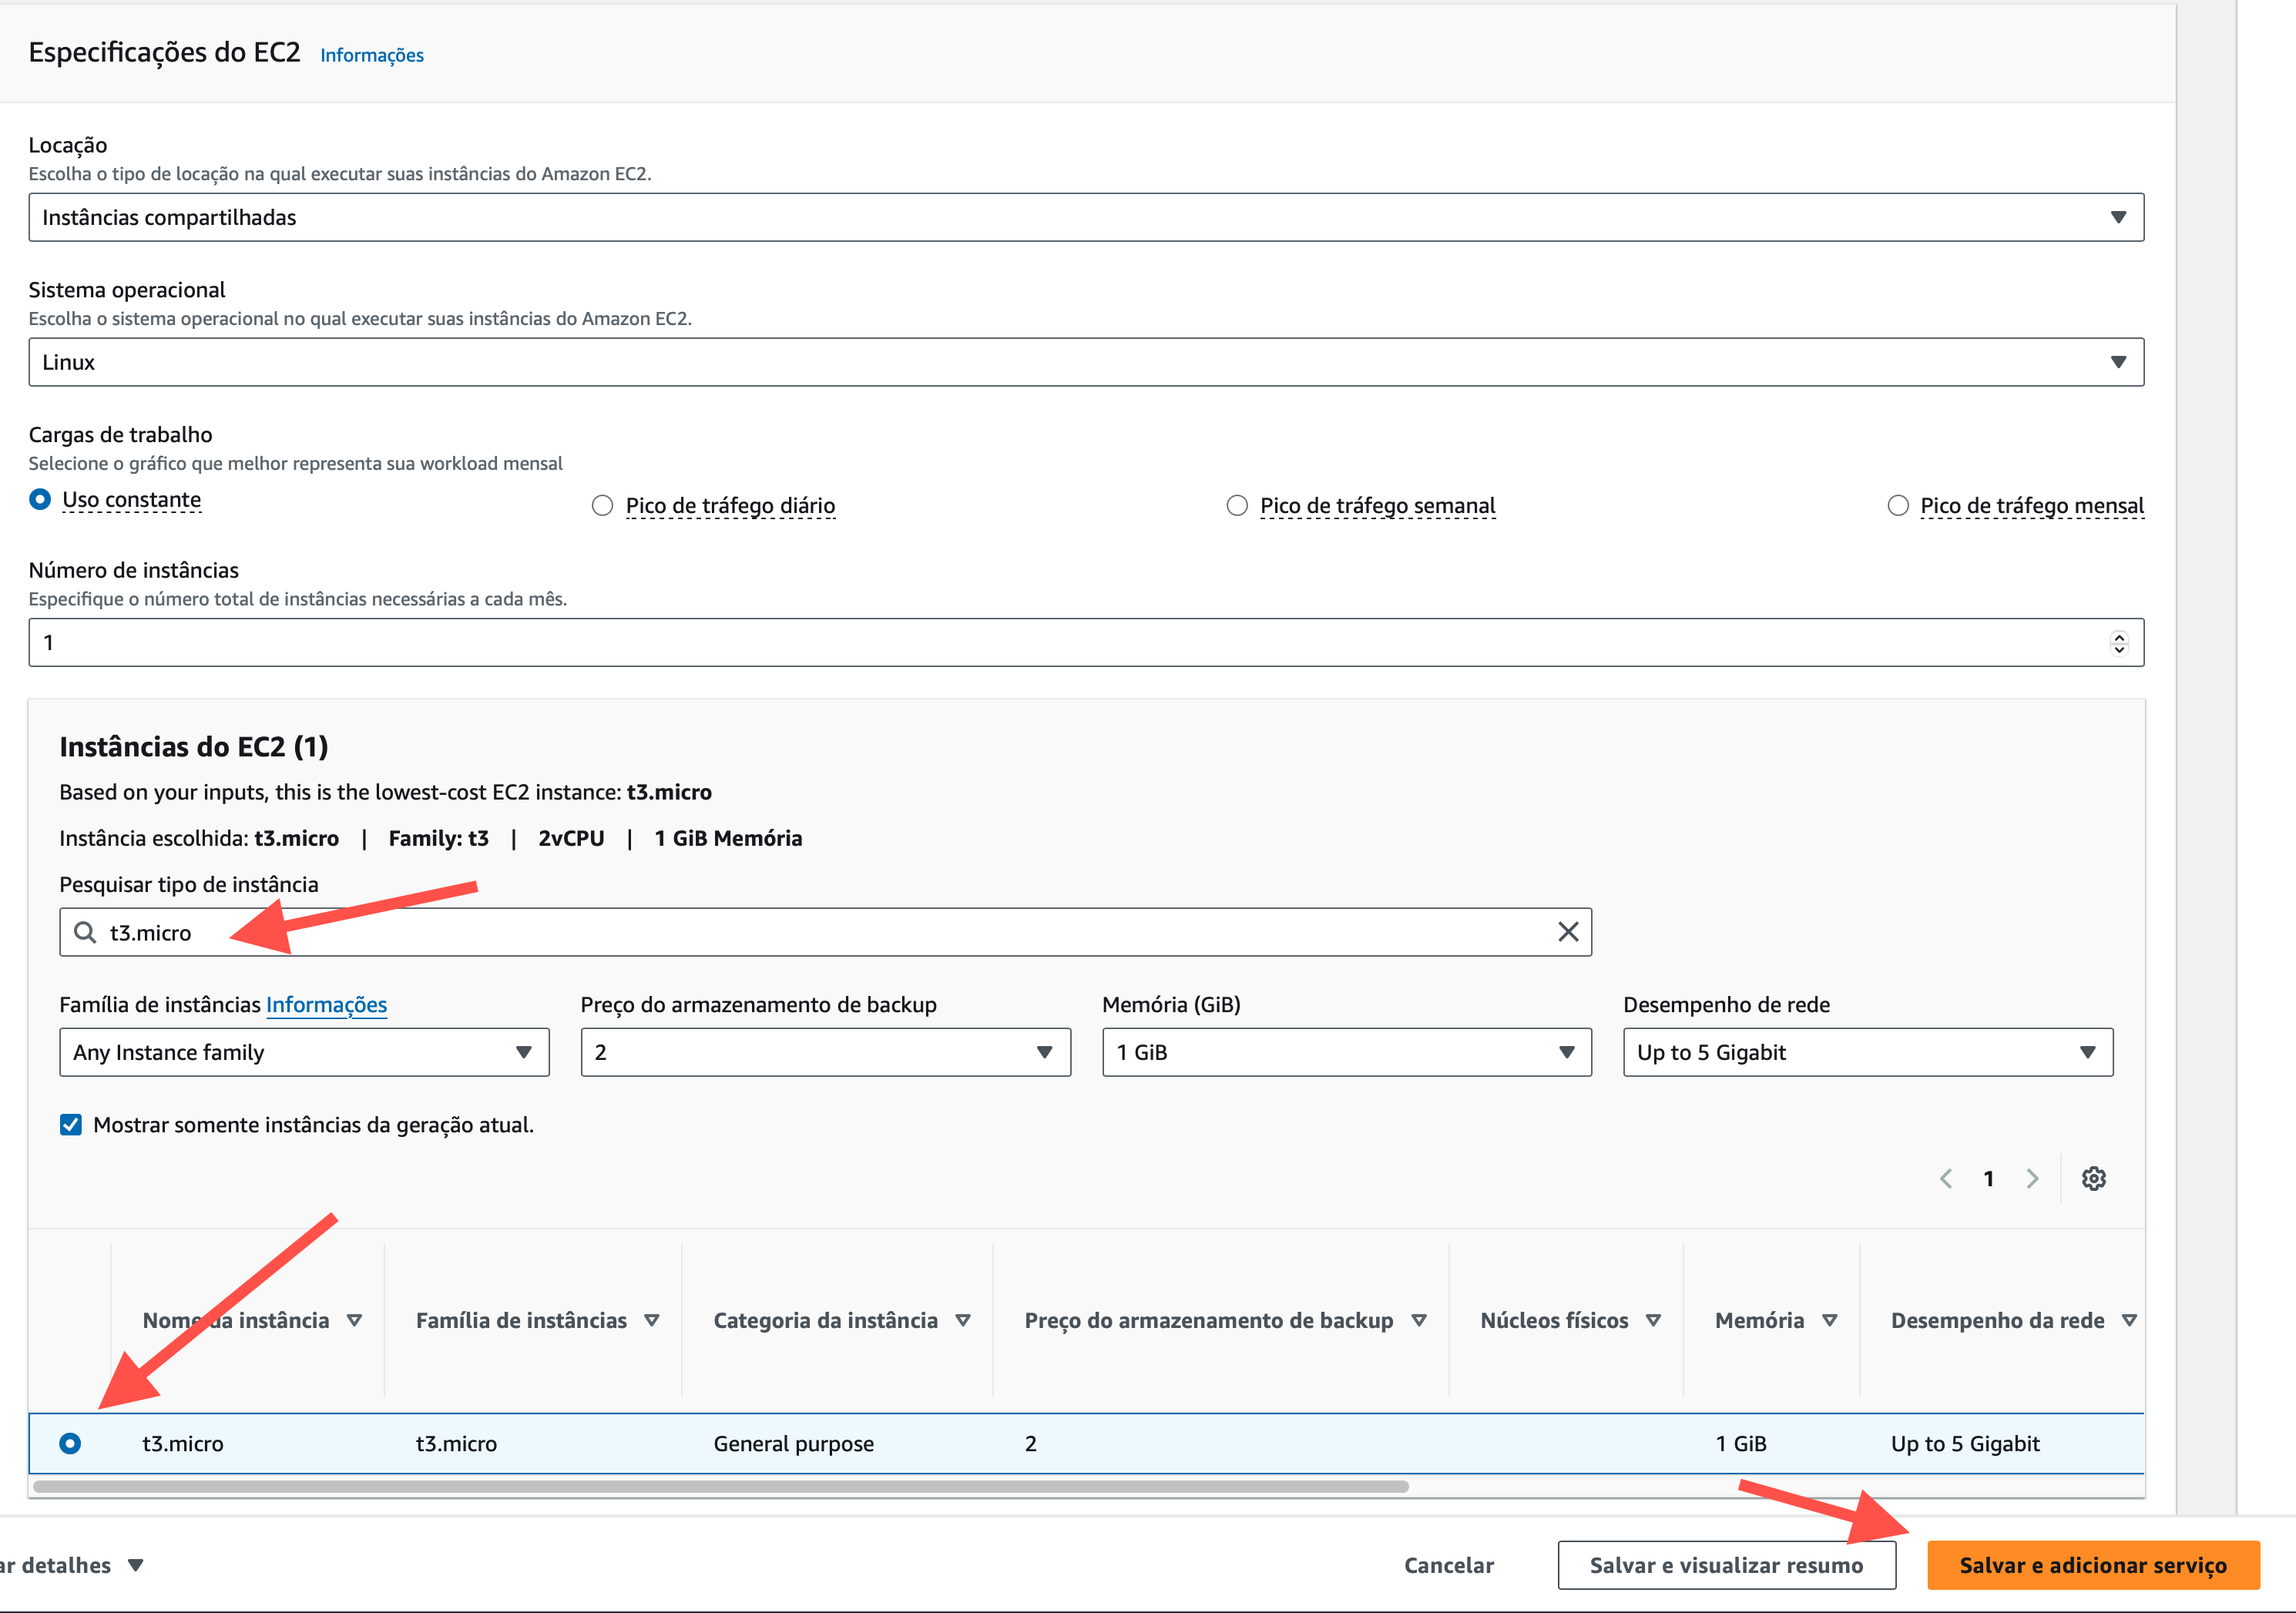 Especificações do EC2 Informações
Locação
Escolha o tipo de locação na qual executar suas instâncias do Amazon EC2.
Instâncias compartilhadas
Sistema operacional
Escolha o sistema operacional no qual executar suas instâncias do Amazon EC2.
Linux
Cargas de trabalho
Selecione o gráfico que melhor representa sua workload mensal
Uso constante Pico de tráfego diário Pico de tráfego semanal Pico de tráfego mensal
Número de instâncias
Especifique o número total de instâncias necessárias a cada mês.
1
Instâncias do EC2 (1)
Based on your inputs, this is the lowest-cost EC2 instance: t3.micro
Instância escolhida: t3.micro | Family: t3 | 2vCPU | 1 GiB Memória
Pesquisar tipo de instância
t3.micro
Família de instâncias Informações Preço do armazenamento de backup Memória (GiB) Desempenho de rede
Any Instance family 2 1 GiB Up to 5 Gigabit
Mostrar somente instâncias da geração atual.
1
Nome da instância Família de instâncias Categoria da instância Preço do armazenamento de backup Núcleos físicos Memória Desempenho da rede
t3.micro t3.micro General purpose 2 1 GiB Up to 5 Gigabit
ar detalhes Cancelar Salvar e visualizar resumo Salvar e adicionar serviço